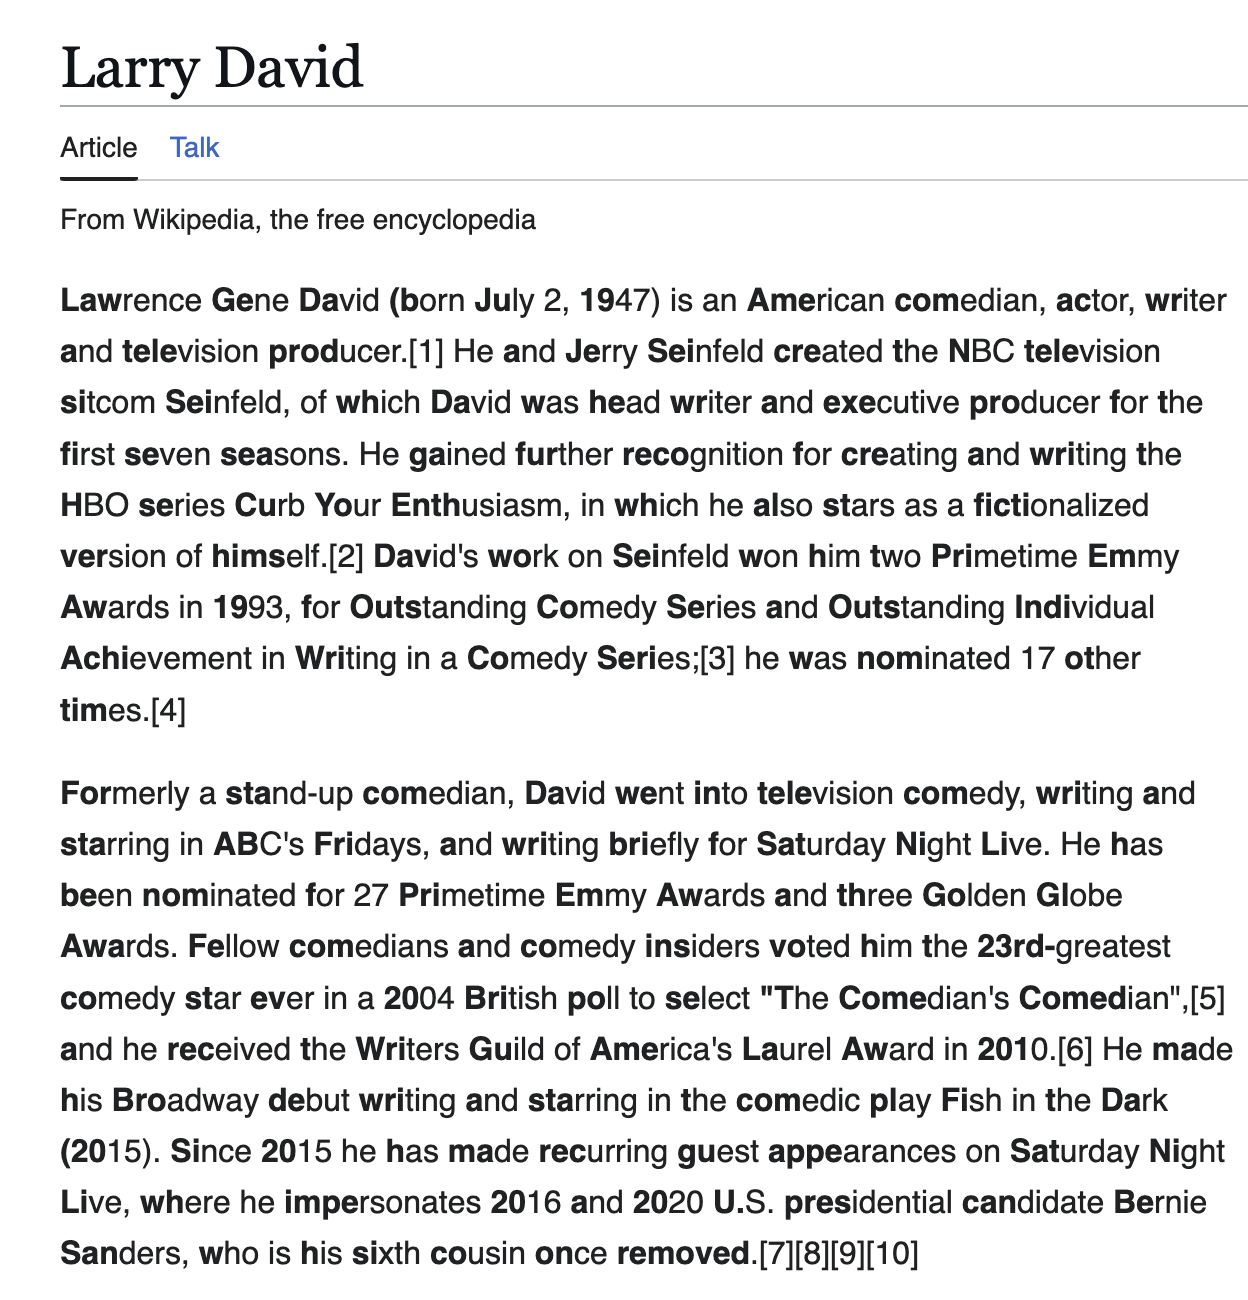 Larry David
Article Talk
From Wikipedia, the free encyclopedia
Lawrence Gene David (born July 2, 1947) is an American comedian, actor, writer
and television producer.[1] He and Jerry Seinfeld created the NBC television
sitcom Seinfeld, of which David was head writer and executive producer for the
first seven seasons. He gained further recognition for creating and writing the
HBO series Curb Your Enthusiasm, in which he also stars as a fictionalized
version of himself.[2] David's work on Seinfeld won him two Primetime Emmy
Awards in 1993, for Outstanding Comedy Series and Outstanding Individual
Achievement in Writing in a Comedy Series;[3] he was nominated 17 other
times.[4]
Formerly a stand-up comedian, David went into television comedy, writing and
starring in ABC's Fridays, and writing briefly for Saturday Night Live. He has
been nominated for 27 Primetime Emmy Awards and three Golden Globe
Awards. Fellow comedians and comedy insiders voted him the 23rd-greatest
comedy star ever in a 2004 British poll to select "The Comedian's Comedian",[5]
and he received the Writers Guild of America's Laurel Award in 2010.[6] He made
his Broadway debut writing and starring in the comedic play Fish in the Dark
(2015). Since 2015 he has made recurring guest appearances on Saturday Night
Live, where he impersonates 2016 and 2020 U.S. presidential candidate Bernie
Sanders, who is his sixth cousin once removed.[7][8][9][10]